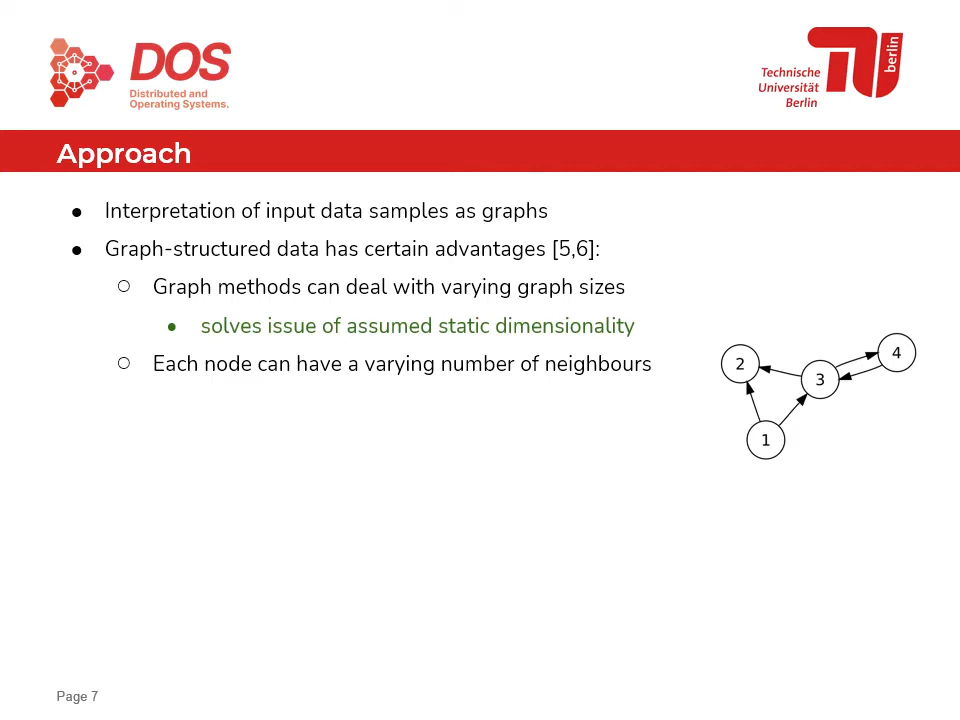 DOS
Distributed and
Operating Systems.
Technische
Universität
Berlin
berlin
Approach
● Interpretation of input data samples as graphs
● Graph-structured data has certain advantages [5,6]:
○ Graph methods can deal with varying graph sizes
● solves issue of assumed static dimensionality
○ Each node can have a varying number of neighbours
2
3
4
1
Page 7